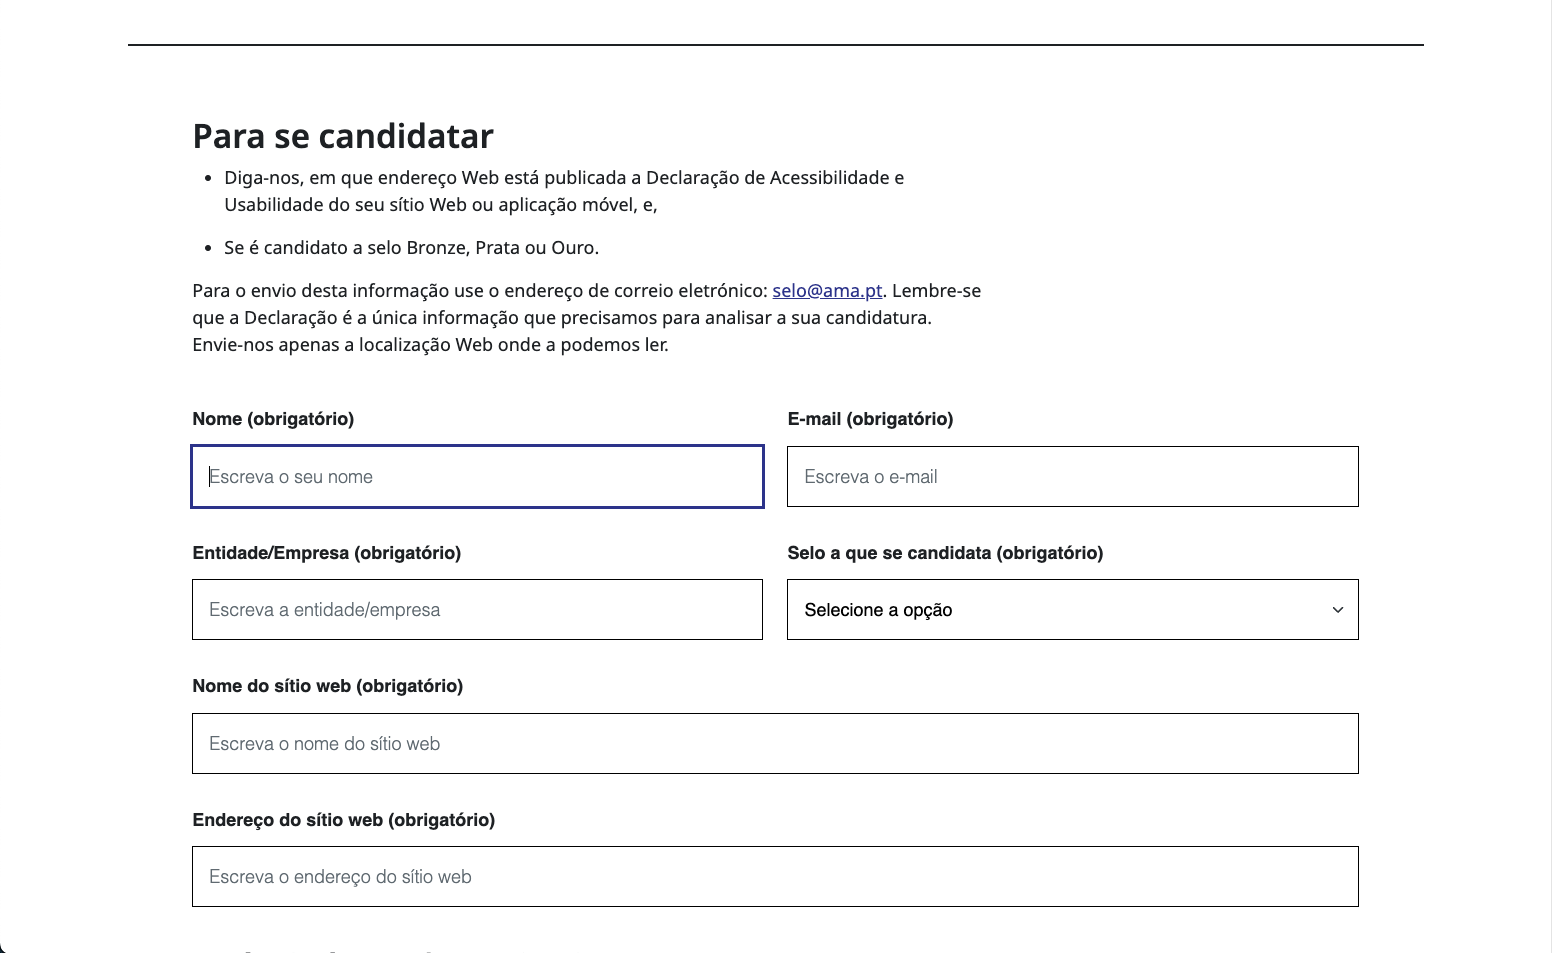 Para se candidatar
• Diga-nos, em que endereço Web está publicada a Declaração de Acessibilidade e
Usabilidade do seu sítio Web ou aplicação móvel, e,
• Se é candidato a selo Bronze, Prata ou Ouro.
Para o envio desta informação use o endereço de correio eletrónico: selo@ama.pt. Lembre-se
que a Declaração é a única informação que precisamos para analisar a sua candidatura.
Envie-nos apenas a localização Web onde a podemos ler.
Nome (obrigatório)
Escreva o seu nome
E-mail (obrigatório)
Escreva o e-mail
Entidade/Empresa (obrigatório)
Escreva a entidade/empresa
Selo a que se candidata (obrigatório)
Selecione a opção
Nome do sítio web (obrigatório)
Escreva o nome do sítio web
Endereço do sítio web (obrigatório)
Escreva o endereço do sítio web